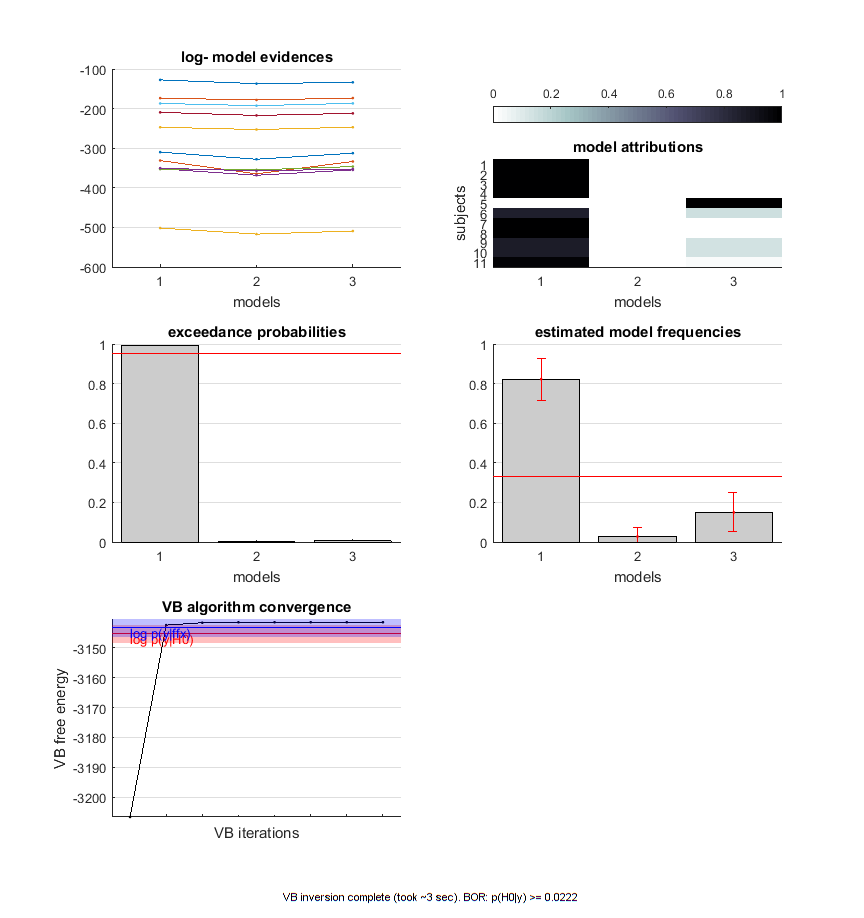 log- model evidences
-100
-200
-300
-400
-500
-600
1 2 3
models
0 0.2 0.4 0.6 0.8 1
model attributions
subjects
1
2
3
4
5
6
7
8
9
10
11
1 2 3
models
exceedance probabilities
1
0.8
0.6
0.4
0.2
0
1 2 3
models
estimated model frequencies
1
0.8
0.6
0.4
0.2
0
1 2 3
models
VB algorithm convergence
log p(y|ffx)
log p(y|H0)
VB free energy
-3150
-3160
-3170
-3180
-3190
-3200
VB iterations
VB inversion complete (took ~3 sec). BOR: p(H0|y) >= 0.0222